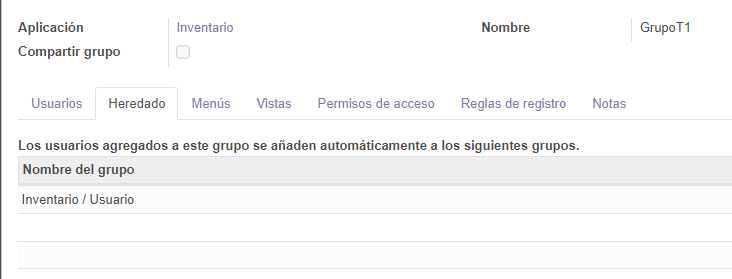 Aplicación Inventario Nombre GrupoT1
Compartir grupo
Usuarios Heredado Menús Vistas Permisos de acceso Reglas de registro Notas
Los usuarios agregados a este grupo se añaden automáticamente a los siguientes grupos.
Nombre del grupo
Inventario / Usuario